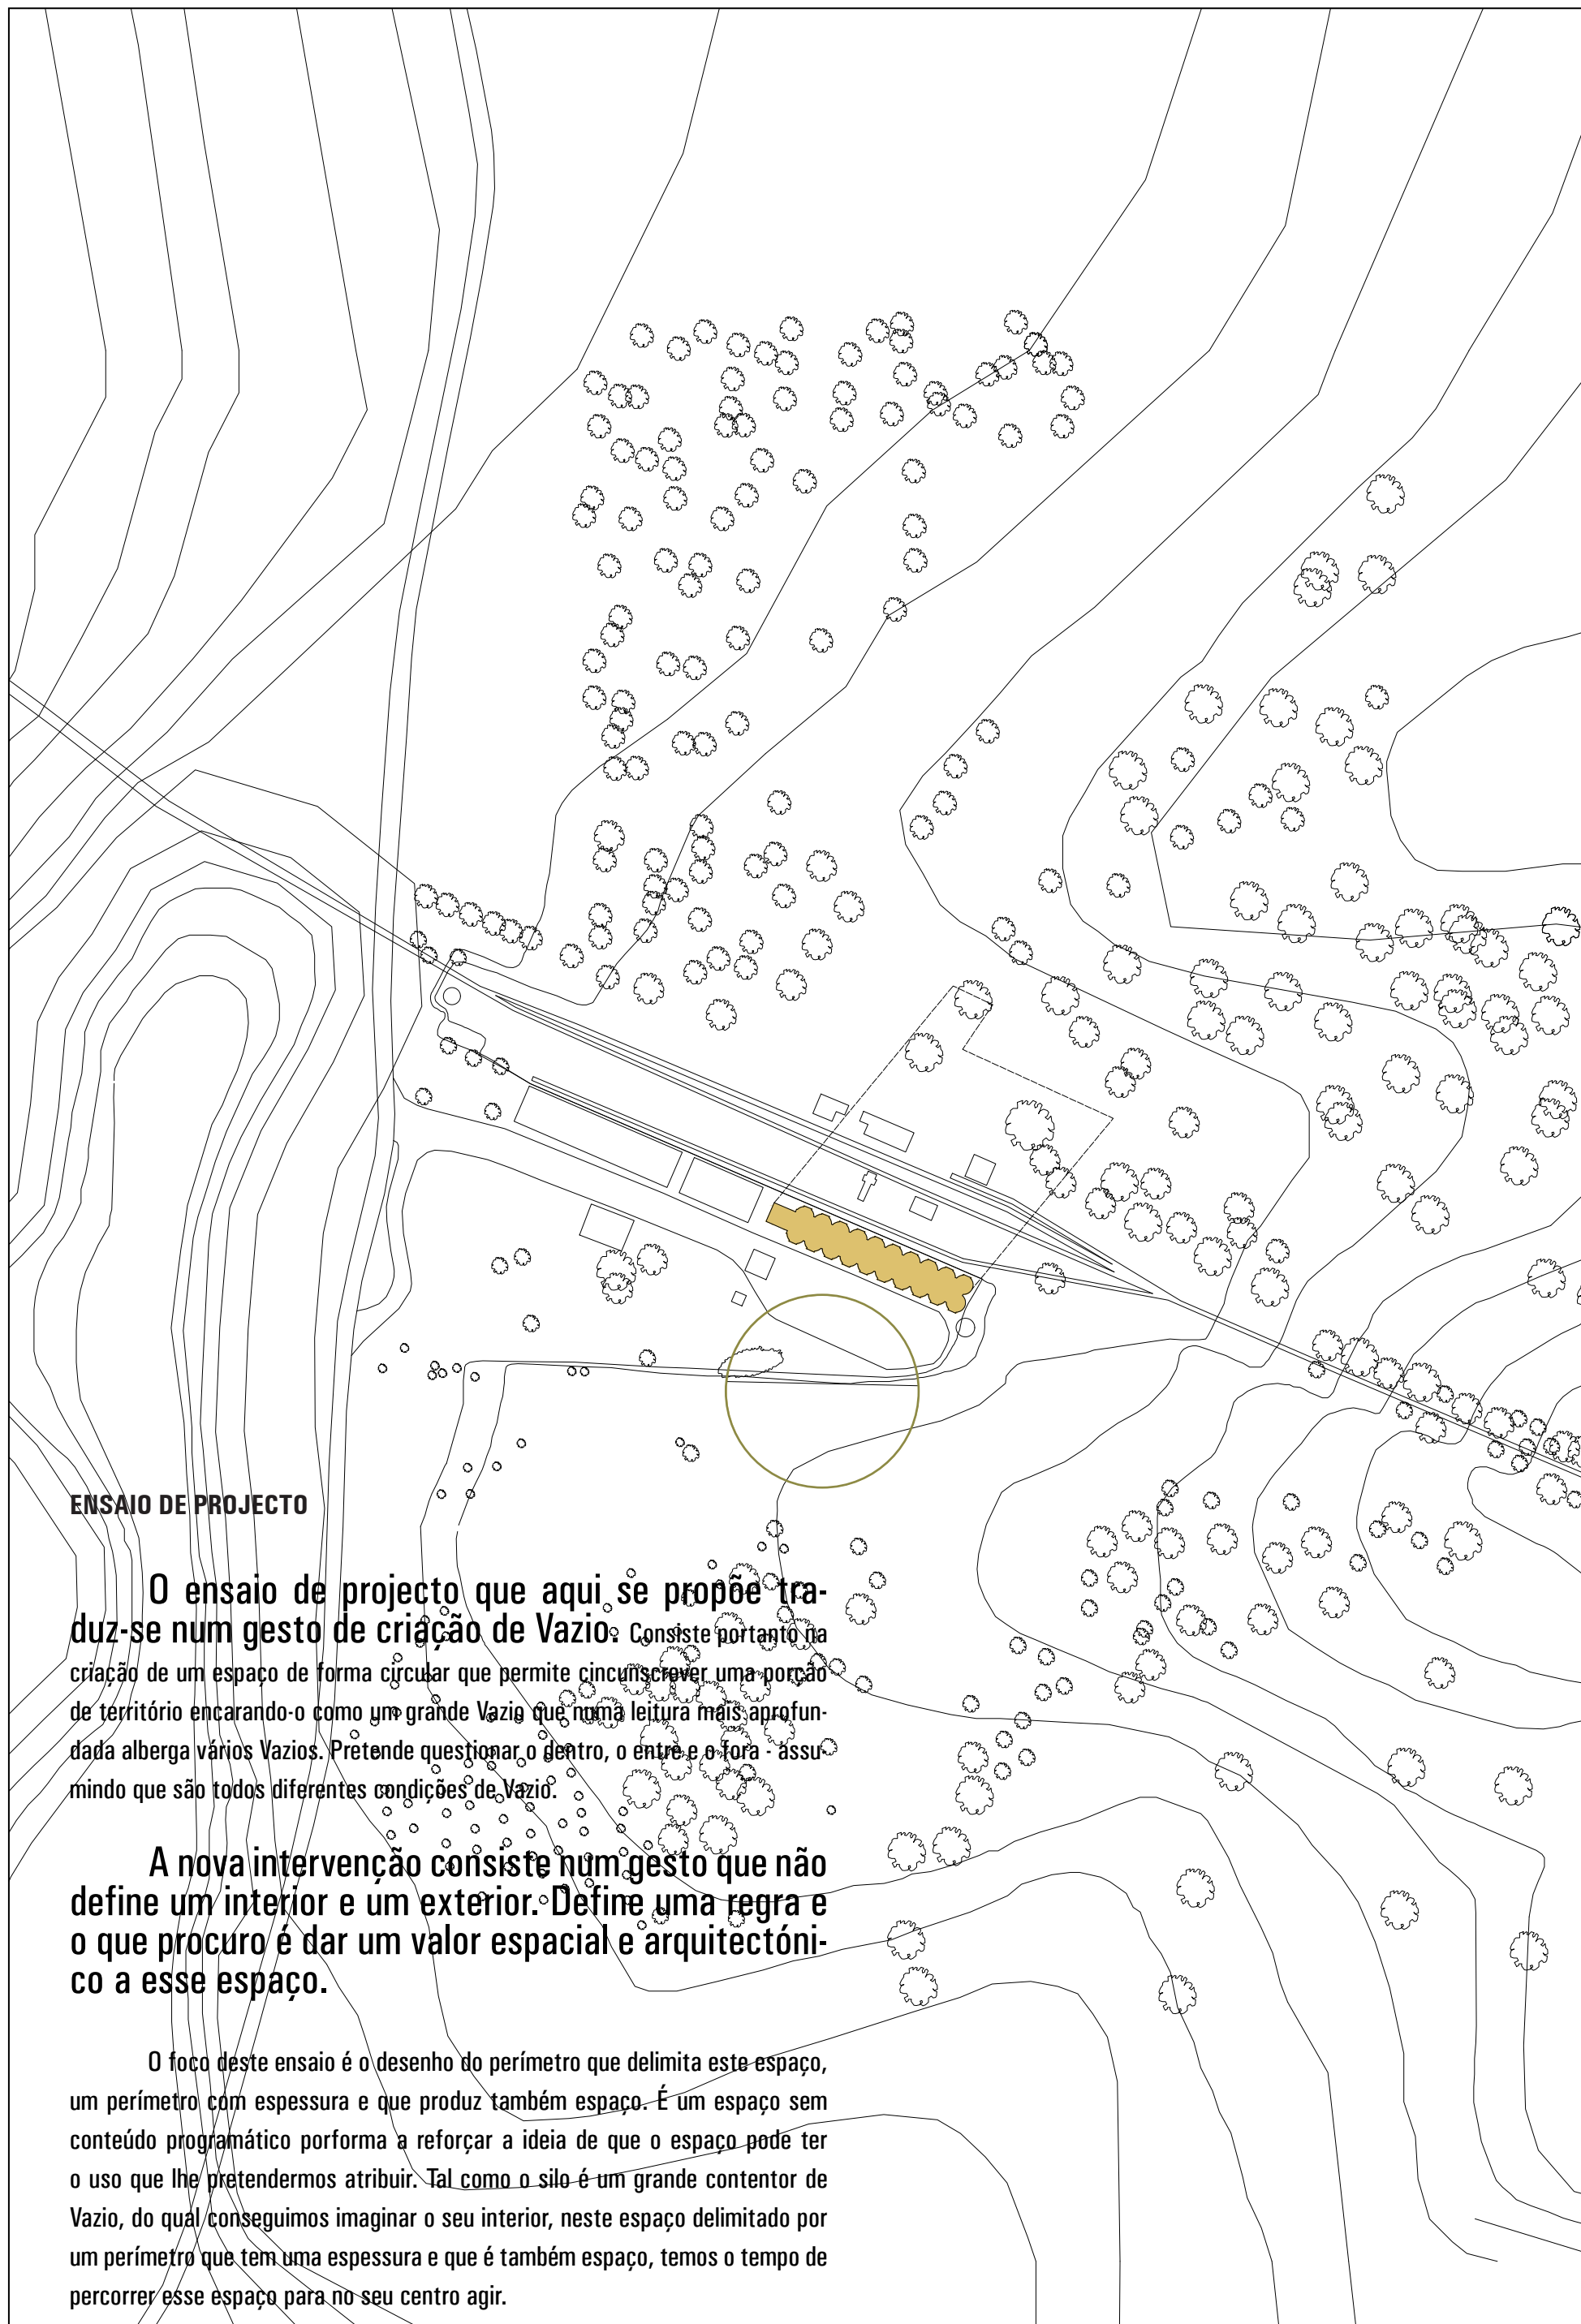 ENSAIO DE PROJECTO
O ensaio de projecto que aqui se propõe tra-
duz-se num gesto de criação de Vazio. Consiste portanto na
criação de um espaço de forma circular que permite cincunscrever uma porção
de território encarando-o como um grande Vazio que numa leitura mais aprofun-
dada alberga vários Vazios. Pretende questionar o dentro, o entre e o fora - assu-
mindo que são todos diferentes condições de Vazio.
A nova intervenção consiste num gesto que não
define um interior e um exterior. Define uma regra e
o que procuro é dar um valor espacial e arquitectóni-
co a esse espaço.
O foco deste ensaio é o desenho do perímetro que delimita este espaço,
um perímetro com espessura e que produz também espaço. É um espaço sem
conteúdo programático porforma a reforçar a ideia de que o espaço pode ter
o uso que lhe pretendermos atribuir. Tal como o silo é um grande contentor de
Vazio, do qual conseguimos imaginar o seu interior, neste espaço delimitado por
um perímetro que tem uma espessura e que é também espaço, temos o tempo de
percorrer esse espaço para no seu centro agir.